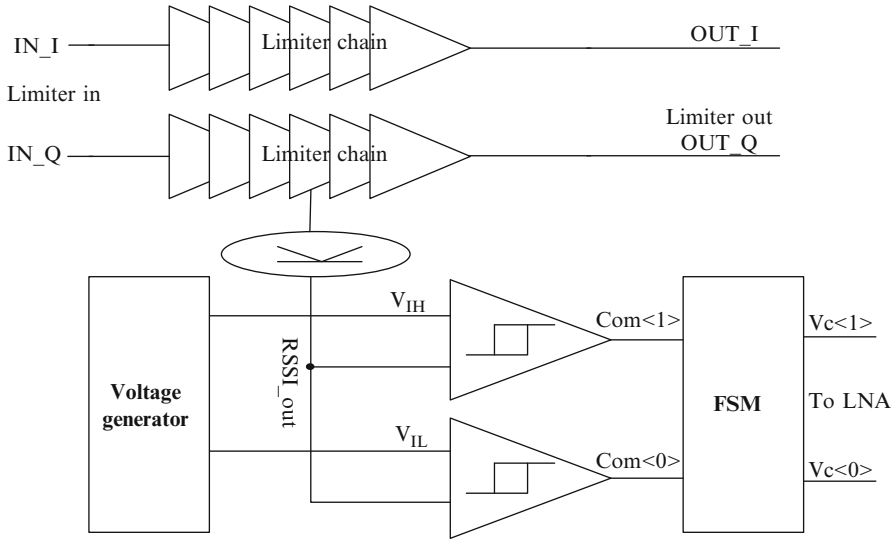 IN_I
Limiter chain
OUT_I
Limiter in
Limiter out
IN_Q
Limiter chain
OUT_Q
V_IH
Com<1>
Vc<1>
RSSI_out
Voltage
generator
FSM
To LNA
V_IL
Com<0>
Vc<0>